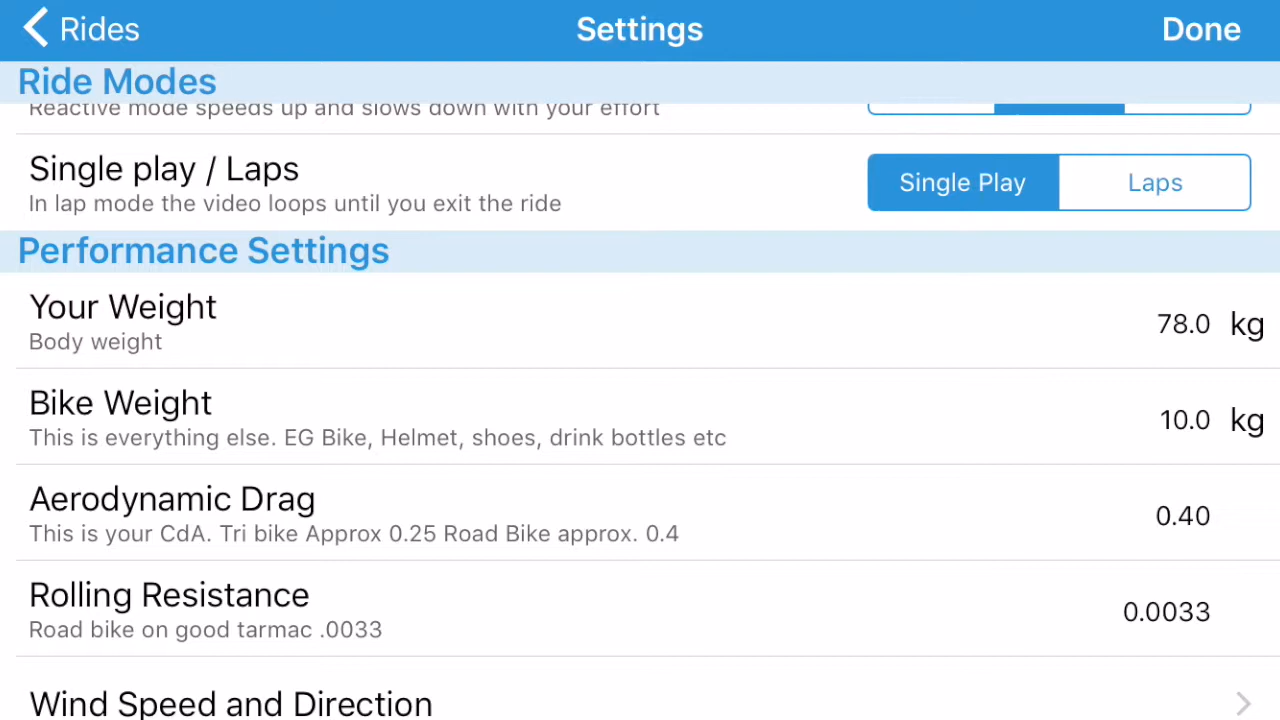 Rides
Settings
Done
Ride Modes
Reactive mode speeds up and slows down with your effort
Single play / Laps
In lap mode the video loops until you exit the ride
Single Play
Laps
Performance Settings
Your Weight
Body weight
78.0 kg
Bike Weight
This is everything else. EG Bike, Helmet, shoes, drink bottles etc
10.0 kg
Aerodynamic Drag
This is your CdA. Tri bike Approx 0.25 Road Bike approx. 0.4
0.40
Rolling Resistance
Road bike on good tarmac .0033
0.0033
Wind Speed and Direction